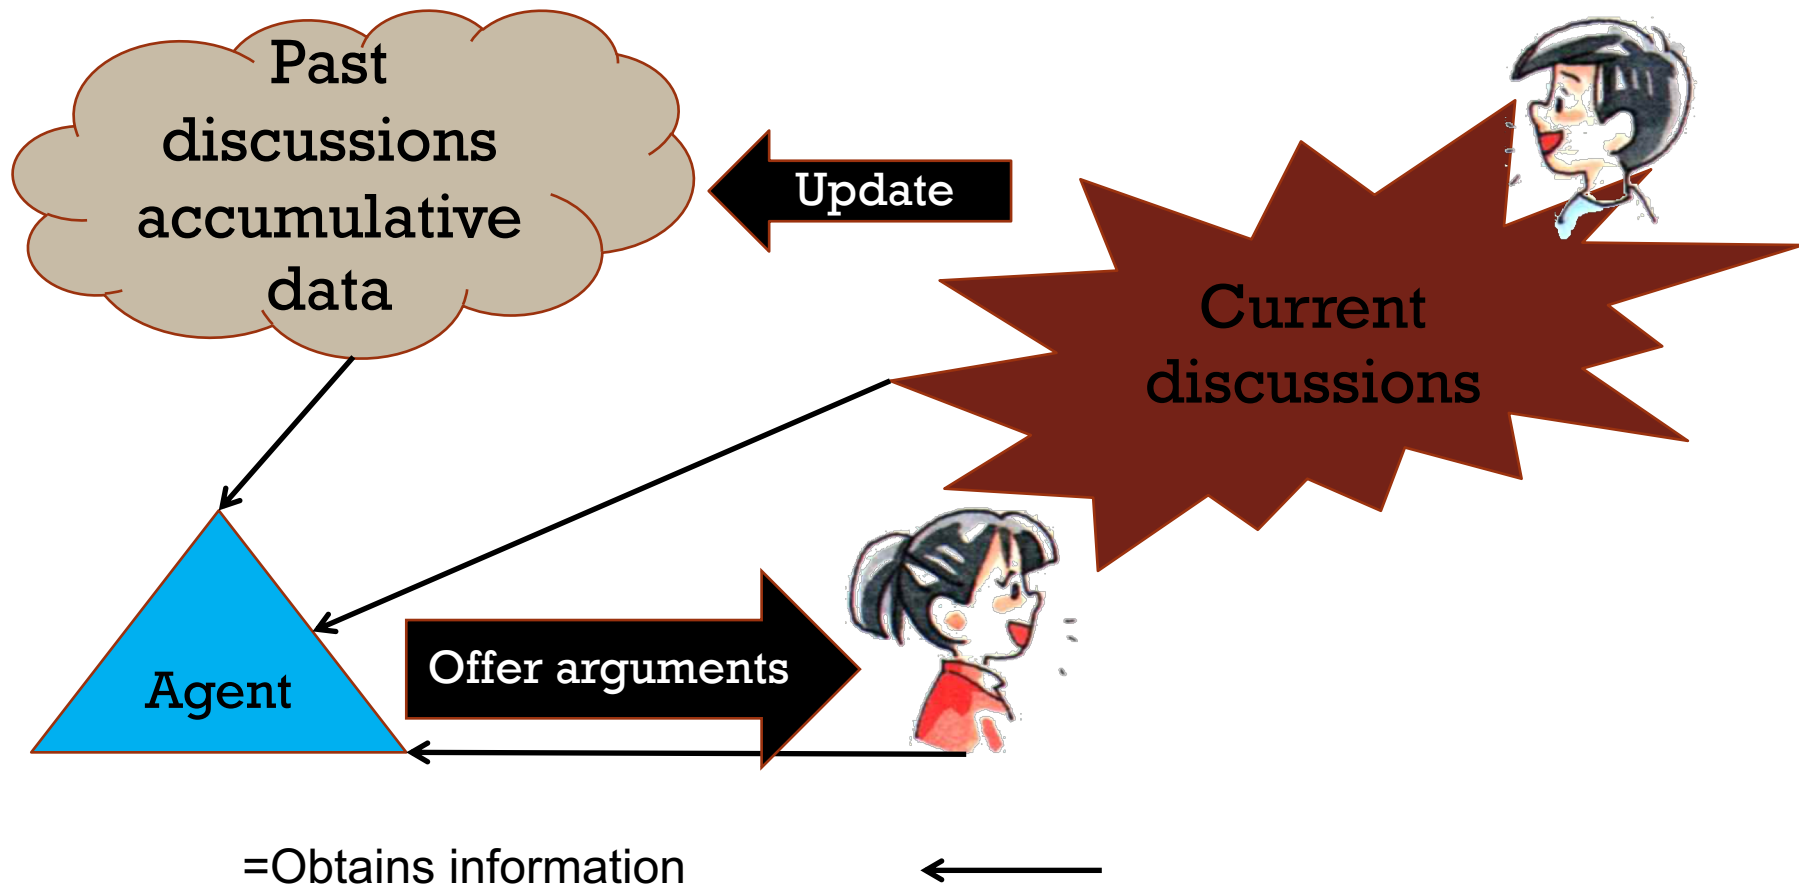 Past
discussions
accumulative
data
Update
Current
discussions
Agent
Offer arguments
=Obtains information